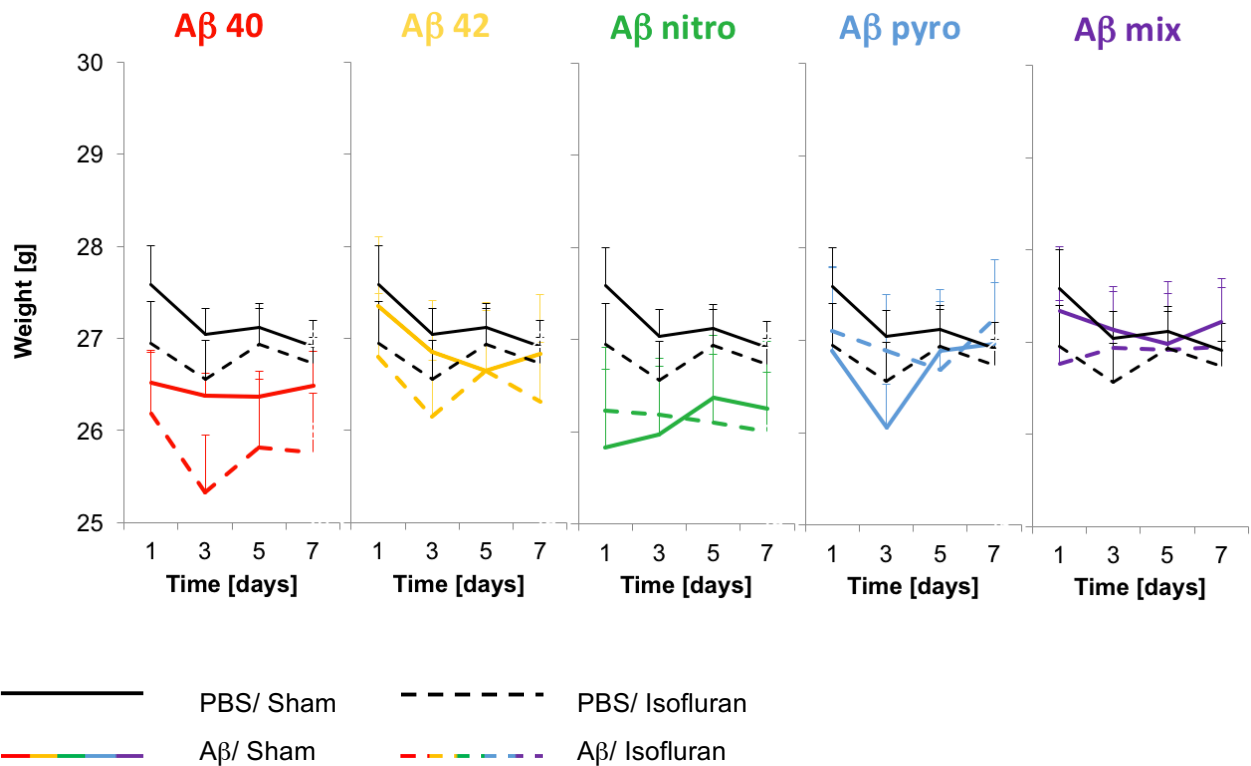 Aβ 40 Aβ 42 Aβ nitro Aβ pyro Aβ mix
Weight [g]
30
29
28
27
26
25
1 3 5 7 1 3 5 7 1 3 5 7 1 3 5 7 1 3 5 7
Time [days] Time [days] Time [days] Time [days] Time [days]
PBS/ Sham PBS/ Isofluran
Aβ/ Sham Aβ/ Isofluran